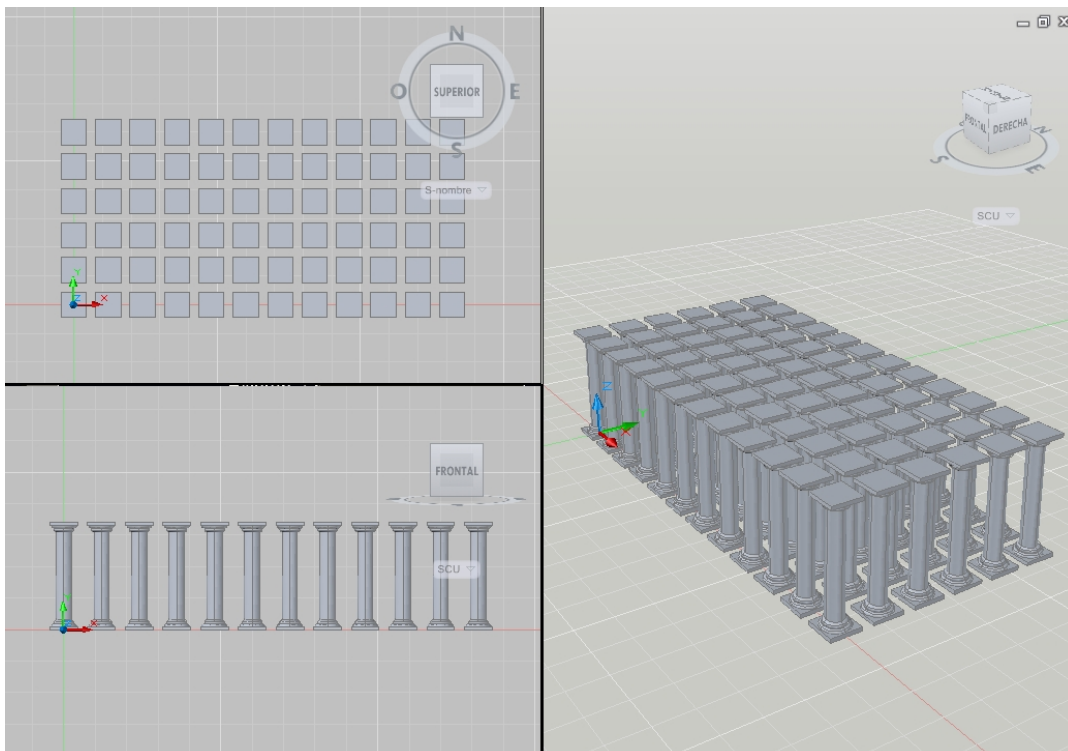 N
O
SUPERIOR
E
S
S-nombre
Y
Z
X
FRONTAL
SCU
Y
X
FRONTAL
DERECHA
S
N
E
SCU
Z
X